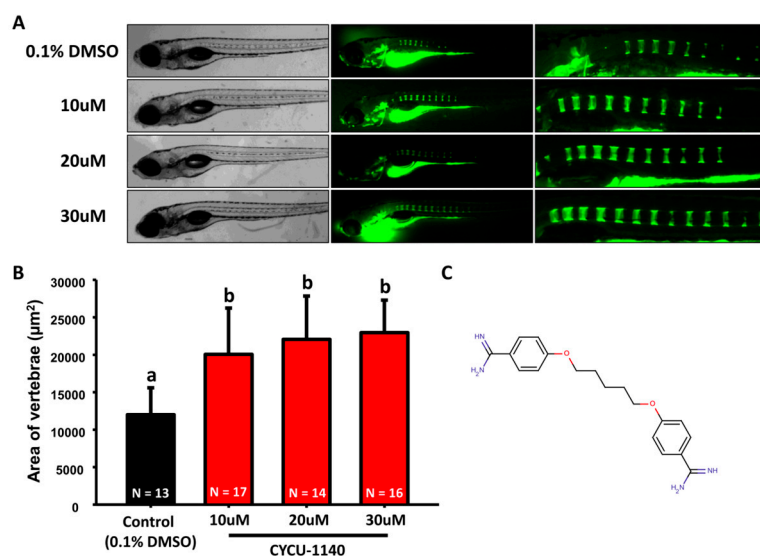 A
0.1% DMSO
10uM
20uM
30uM
B
Area of vertebrae (µm²)
30000
25000
20000
15000
10000
5000
0
a
b
b
b
N = 13
N = 17
N = 14
N = 16
Control
(0.1% DMSO)
10uM
20uM
30uM
CYCU-1140
C
NH
H₂N
O
O
NH
H₂N